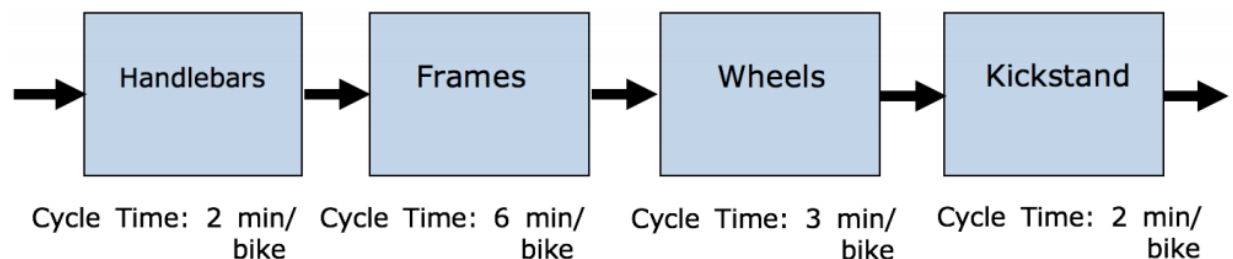 Handlebars
Frames
Wheels
Kickstand
Cycle Time: 2 min/
bike
Cycle Time: 6 min/
bike
Cycle Time: 3 min/
bike
Cycle Time: 2 min/
bike